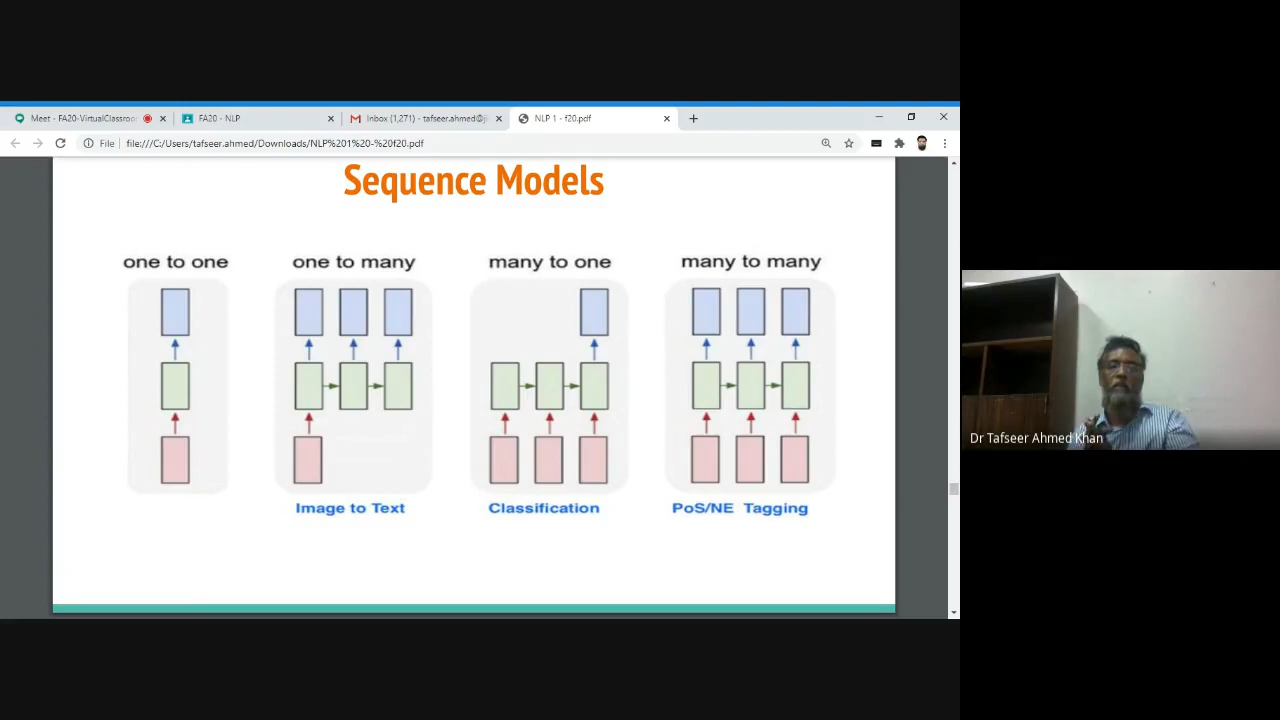 Meet - FA20-VirtualClassroo
FA20 - NLP
Inbox (1,271) - tafseer.ahmed@ji
NLP 1 - f20.pdf
File
file:///C:/Users/tafseer.ahmed/Downloads/NLP%201%20-%20f20.pdf
Sequence Models
one to one
one to many
many to one
many to many
Image to Text
Classification
PoS/NE Tagging
Dr Tafseer Ahmed Khan